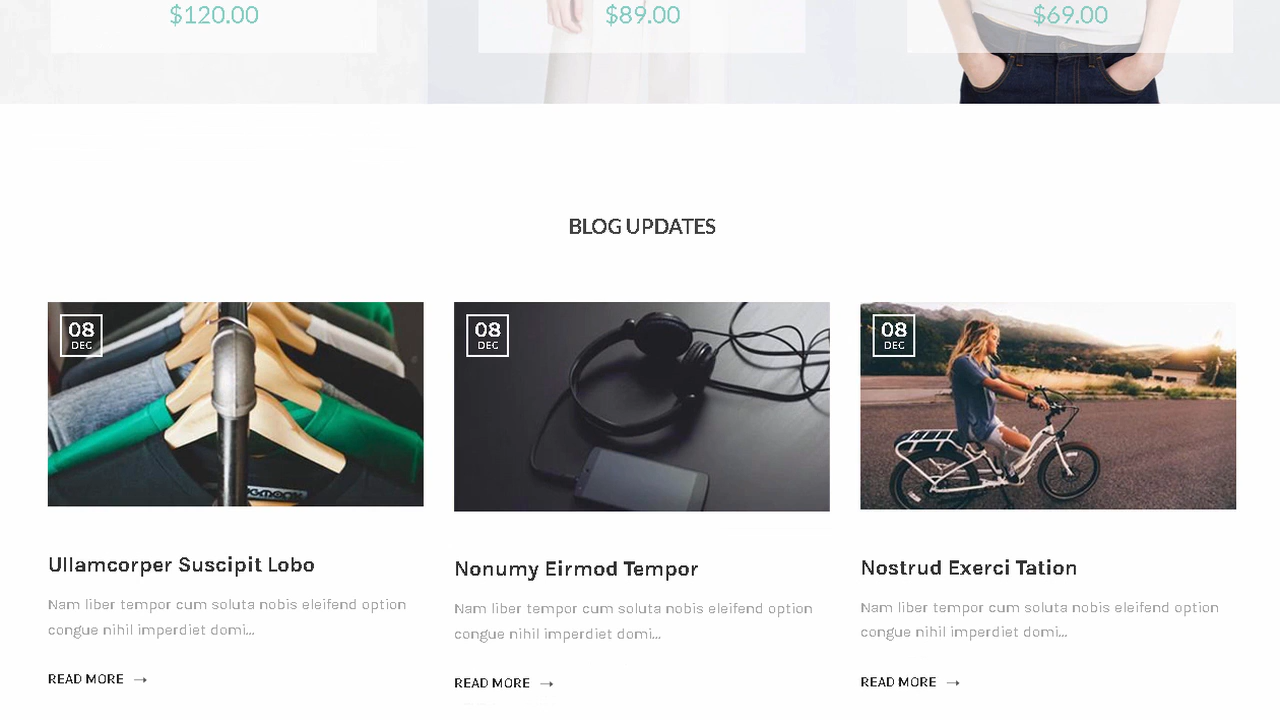 $120.00
$89.00
$69.00
BLOG UPDATES
08
DEC
08
DEC
08
DEC
Ullamcorper Suscipit Lobo
Nam liber tempor cum soluta nobis eleifend option
congue nihil imperdiet domi...
READ MORE →
Nonumy Eirmod Tempor
Nam liber tempor cum soluta nobis eleifend option
congue nihil imperdiet domi...
READ MORE →
Nostrud Exerci Tation
Nam liber tempor cum soluta nobis eleifend option
congue nihil imperdiet domi...
READ MORE →